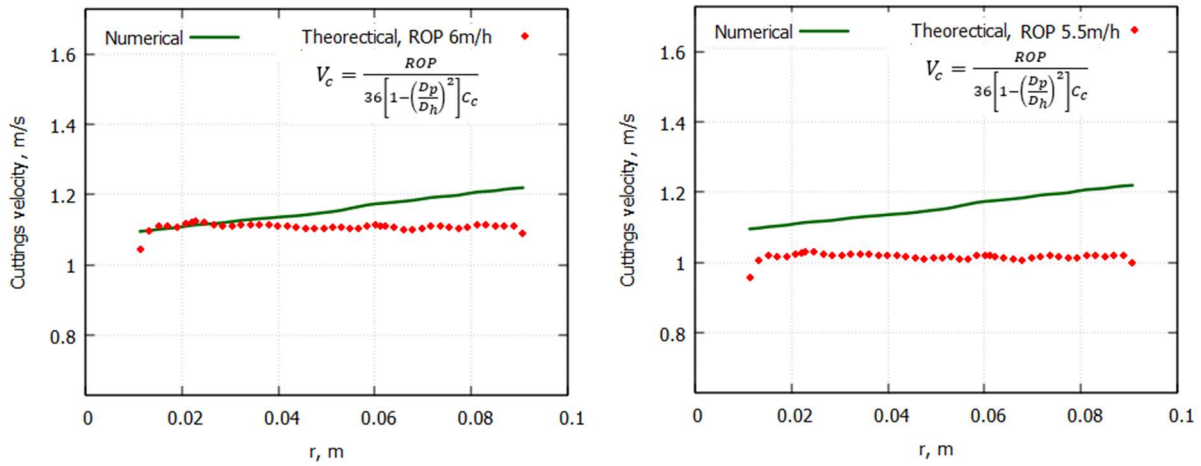 Numerical
Theorectical, ROP 6m/h
V_c = ROP / 36[1-(Dp/Dh)^2]C_c
1.6
1.4
1.2
1
0.8
Cuttings velocity, m/s
0
0.02
0.04
0.06
0.08
0.1
r, m
Numerical
Theorectical, ROP 5.5m/h
V_c = ROP / 36[1-(Dp/Dh)^2]C_c
1.6
1.4
1.2
1
0.8
Cuttings velocity, m/s
0
0.02
0.04
0.06
0.08
0.1
r, m